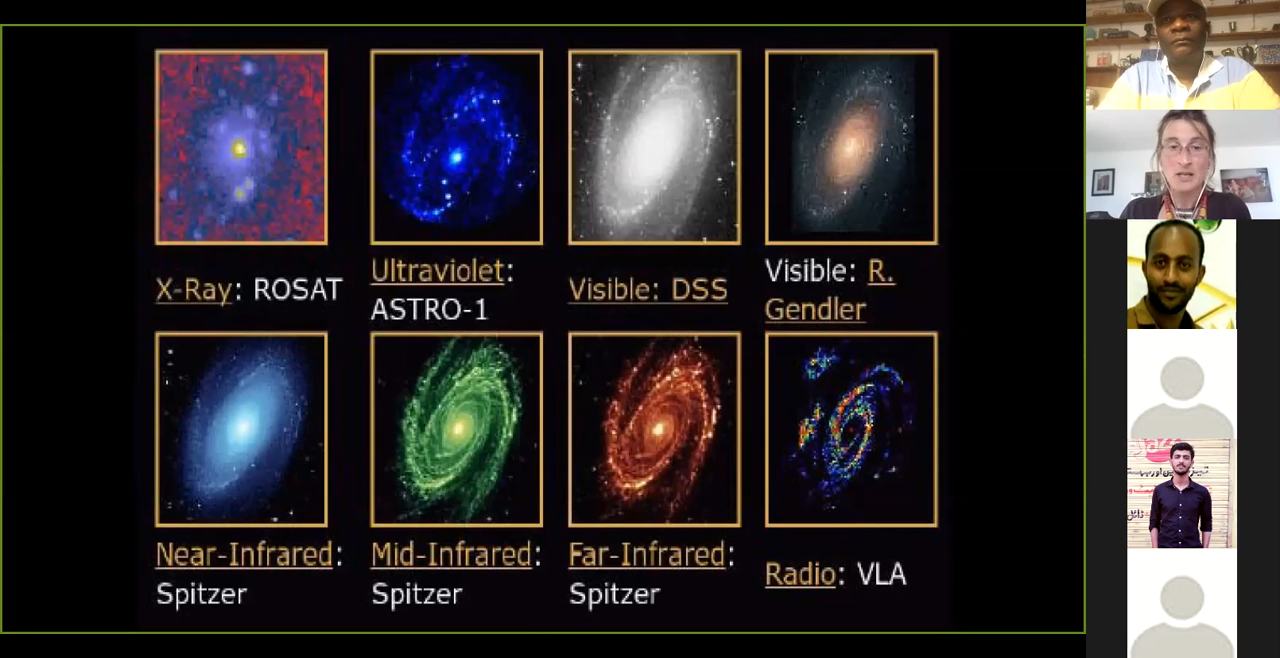 X-Ray: ROSAT
Ultraviolet:
ASTRO-1
Visible: DSS
Visible: R.
Gendler
Near-Infrared:
Spitzer
Mid-Infrared:
Spitzer
Far-Infrared:
Spitzer
Radio: VLA